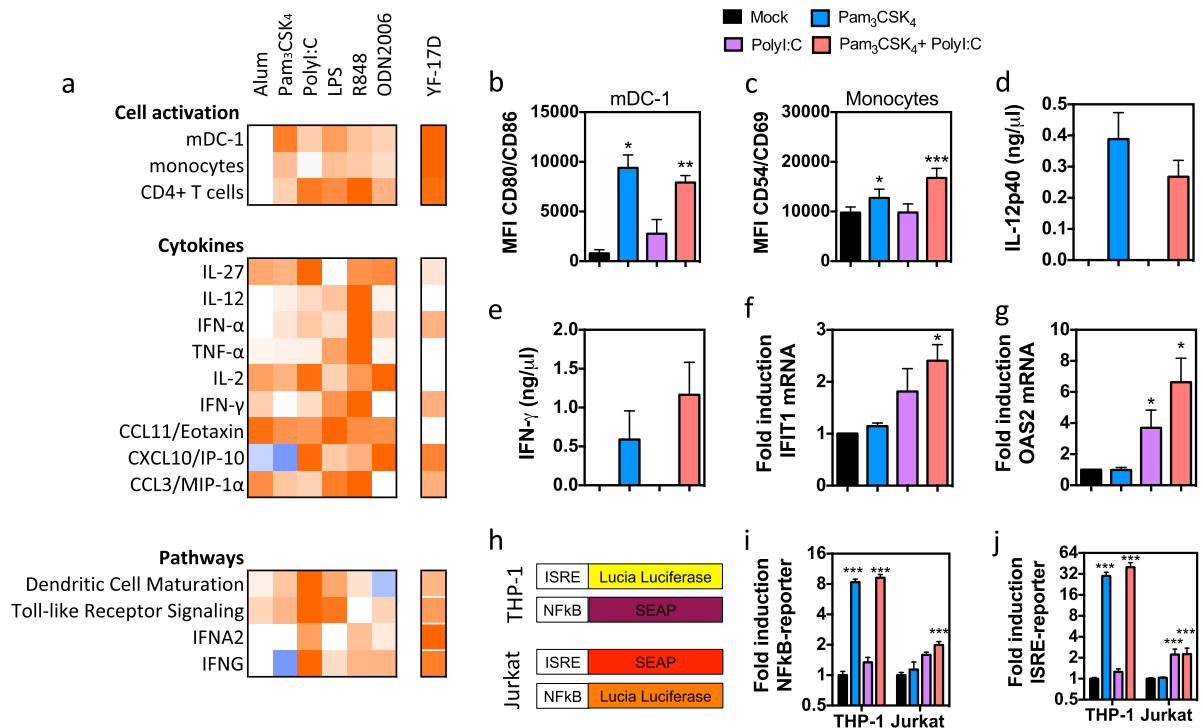 Mock
Pam₃CSK₄
PolyI:C
Pam₃CSK₄+ PolyI:C
a
Alum
Pam₃CSK₄
PolyI:C
LPS
R848
ODN2006
YF-17D
Cell activation
mDC-1
monocytes
CD4+ T cells
Cytokines
IL-27
IL-12
IFN-α
TNF-α
IL-2
IFN-γ
CCL11/Eotaxin
CXCL10/IP-10
CCL3/MIP-1α
Pathways
Dendritic Cell Maturation
Toll-like Receptor Signaling
IFNA2
IFNG
b
mDC-1
MFI CD80/CD86
15000
10000
5000
0
*
**
c
Monocytes
MFI CD54/CD69
30000
20000
10000
0
*
***
d
IL-12p40 (ng/µl)
0.5
0.4
0.3
0.2
0.1
0.0
e
IFN-γ (ng/µl)
2.0
1.5
1.0
0.5
0.0
f
Fold induction
IFIT1 mRNA
3
2
1
0
*
g
Fold induction
OAS2 mRNA
10
8
6
4
2
0
*
*
h
THP-1
ISRE Lucia Luciferase
NFkB SEAP
Jurkat
ISRE SEAP
NFkB Lucia Luciferase
i
Fold induction
NFkB-reporter
16
8
4
2
1
0.5
***
***
***
THP-1 Jurkat
j
Fold induction
ISRE-reporter
64
32
16
8
4
2
1
0.5
***
***
***
***
THP-1 Jurkat